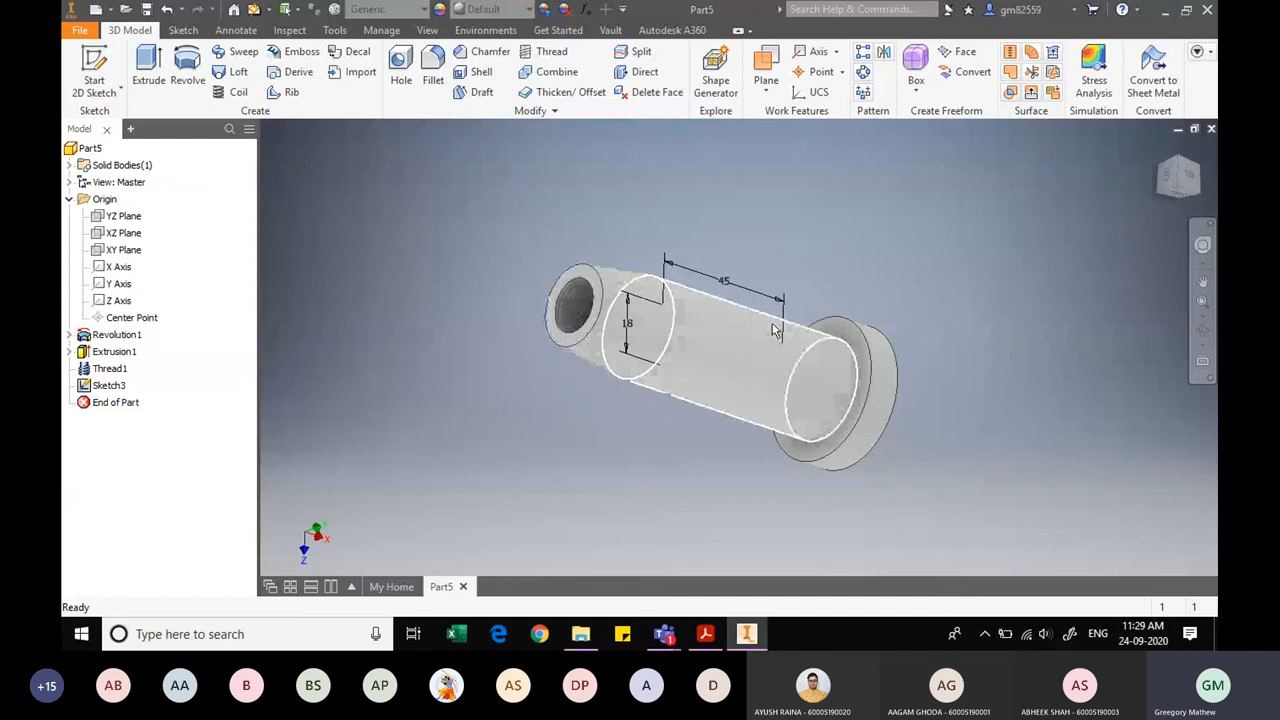 PRO
Generic
Default
fx
Part5
Search Help & Commands...
gm82559
File
3D Model
Sketch
Annotate
Inspect
Tools
Manage
View
Environments
Get Started
Vault
Autodesk A360
Start
2D Sketch
Extrude
Revolve
Sweep
Loft
Coil
Emboss
Derive
Rib
Decal
Import
Hole
Fillet
Chamfer
Shell
Draft
Thread
Combine
Thicken/ Offset
Split
Direct
Delete Face
Shape
Generator
Plane
Axis
Point
UCS
Box
Face
Convert
Stress
Analysis
Convert to
Sheet Metal
Sketch
Create
Modify
Explore
Work Features
Pattern
Create Freeform
Surface
Simulation
Convert
Model
Part5
Solid Bodies(1)
View: Master
Origin
YZ Plane
XZ Plane
XY Plane
X Axis
Y Axis
Z Axis
Center Point
Revolution1
Extrusion1
Thread1
Sketch3
End of Part
45
18
Y
X
Z
My Home
Part5
Ready
1
1
Type here to search
ENG
11:29 AM
24-09-2020
+15
AB
AA
B
BS
AP
AS
DP
A
D
AG
AS
GM
AYUSH RAINA - 60005190020
AAGAM GHODA - 60005190001
ABHEEK SHAH - 60005190003
Greegory Mathew